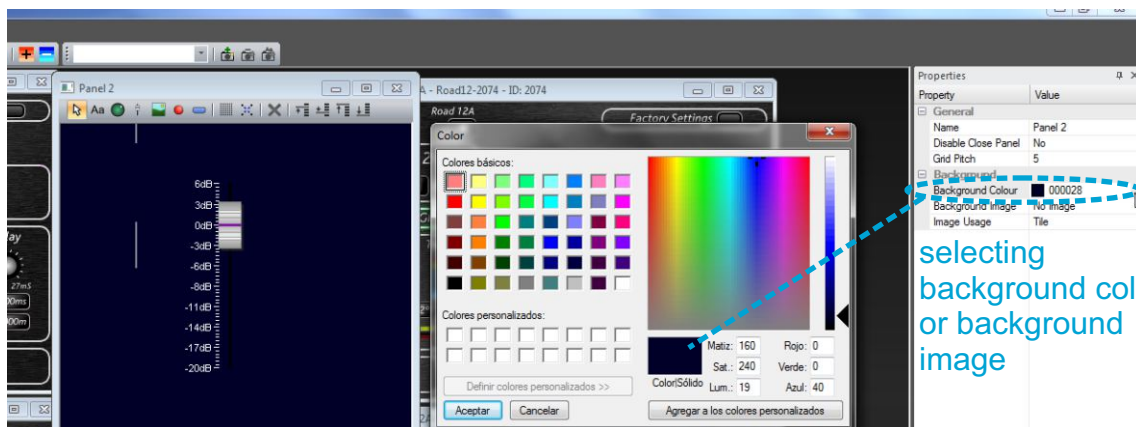 Panel 2
Aa
6dB
3dB
0dB
-3dB
-6dB
-8dB
-11dB
-14dB
-17dB
-20dB
lay
27mS
00m
A - Road12-2074 - ID: 2074
Road 12A
Factory Settings
Color
Colores básicos:
Colores personalizados:
Definir colores personalizados >>
Aceptar
Cancelar
Color|Sólido
Matiz: 160
Sat.: 240
Lum.: 19
Rojo: 0
Verde: 0
Azul: 40
Agregar a los colores personalizados
Properties
Property Value
General
Name Panel 2
Disable Close Panel No
Grid Pitch 5
Background
Background Colour 000028
Background Image No Image
Image Usage Tile
selecting
background col
or background
image